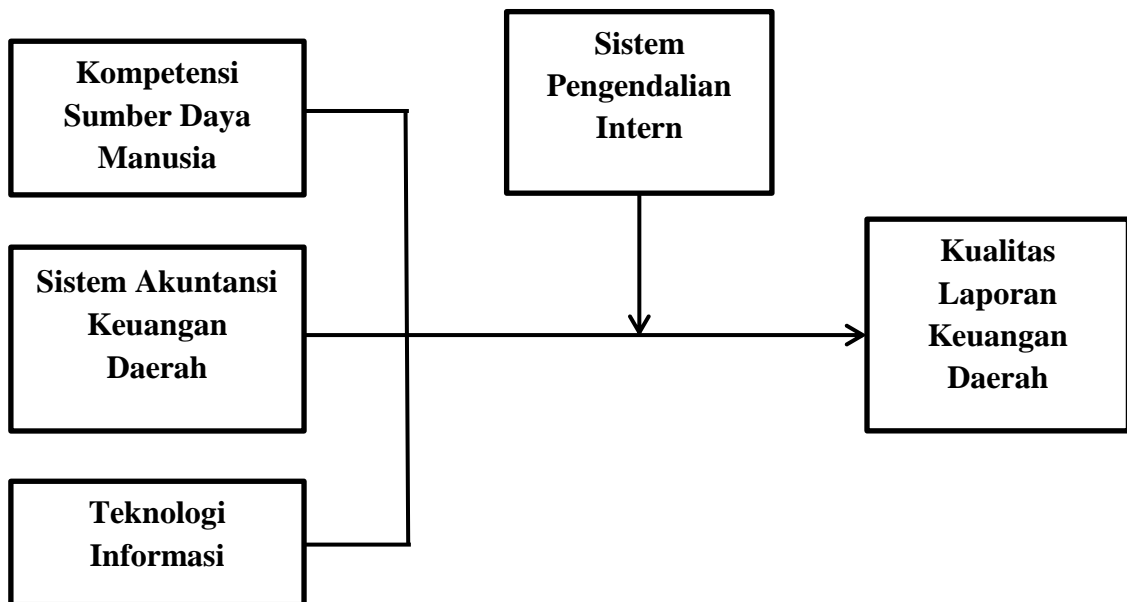 Kompetensi
Sumber Daya
Manusia
Sistem
Pengendalian
Intern
Sistem Akuntansi
Keuangan
Daerah
Kualitas
Laporan
Keuangan
Daerah
Teknologi
Informasi